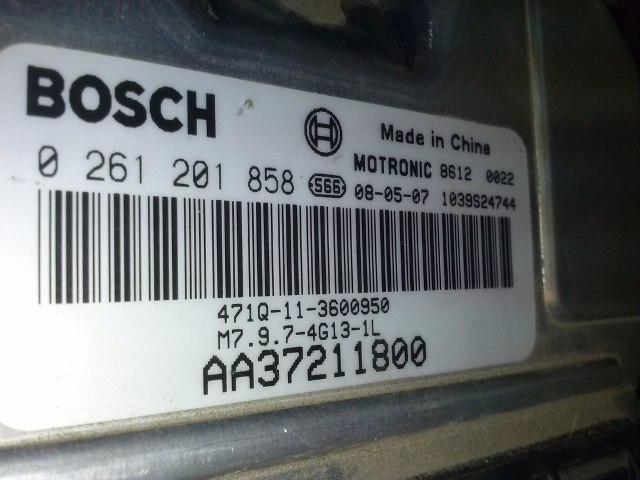 BOSCH
Made in China
0 261 201 858
MOTRONIC 8612 0022
S66 08-05-07 1039S24744
471Q-11-3600950
M7.9.7-4G13-1L
AA37211800